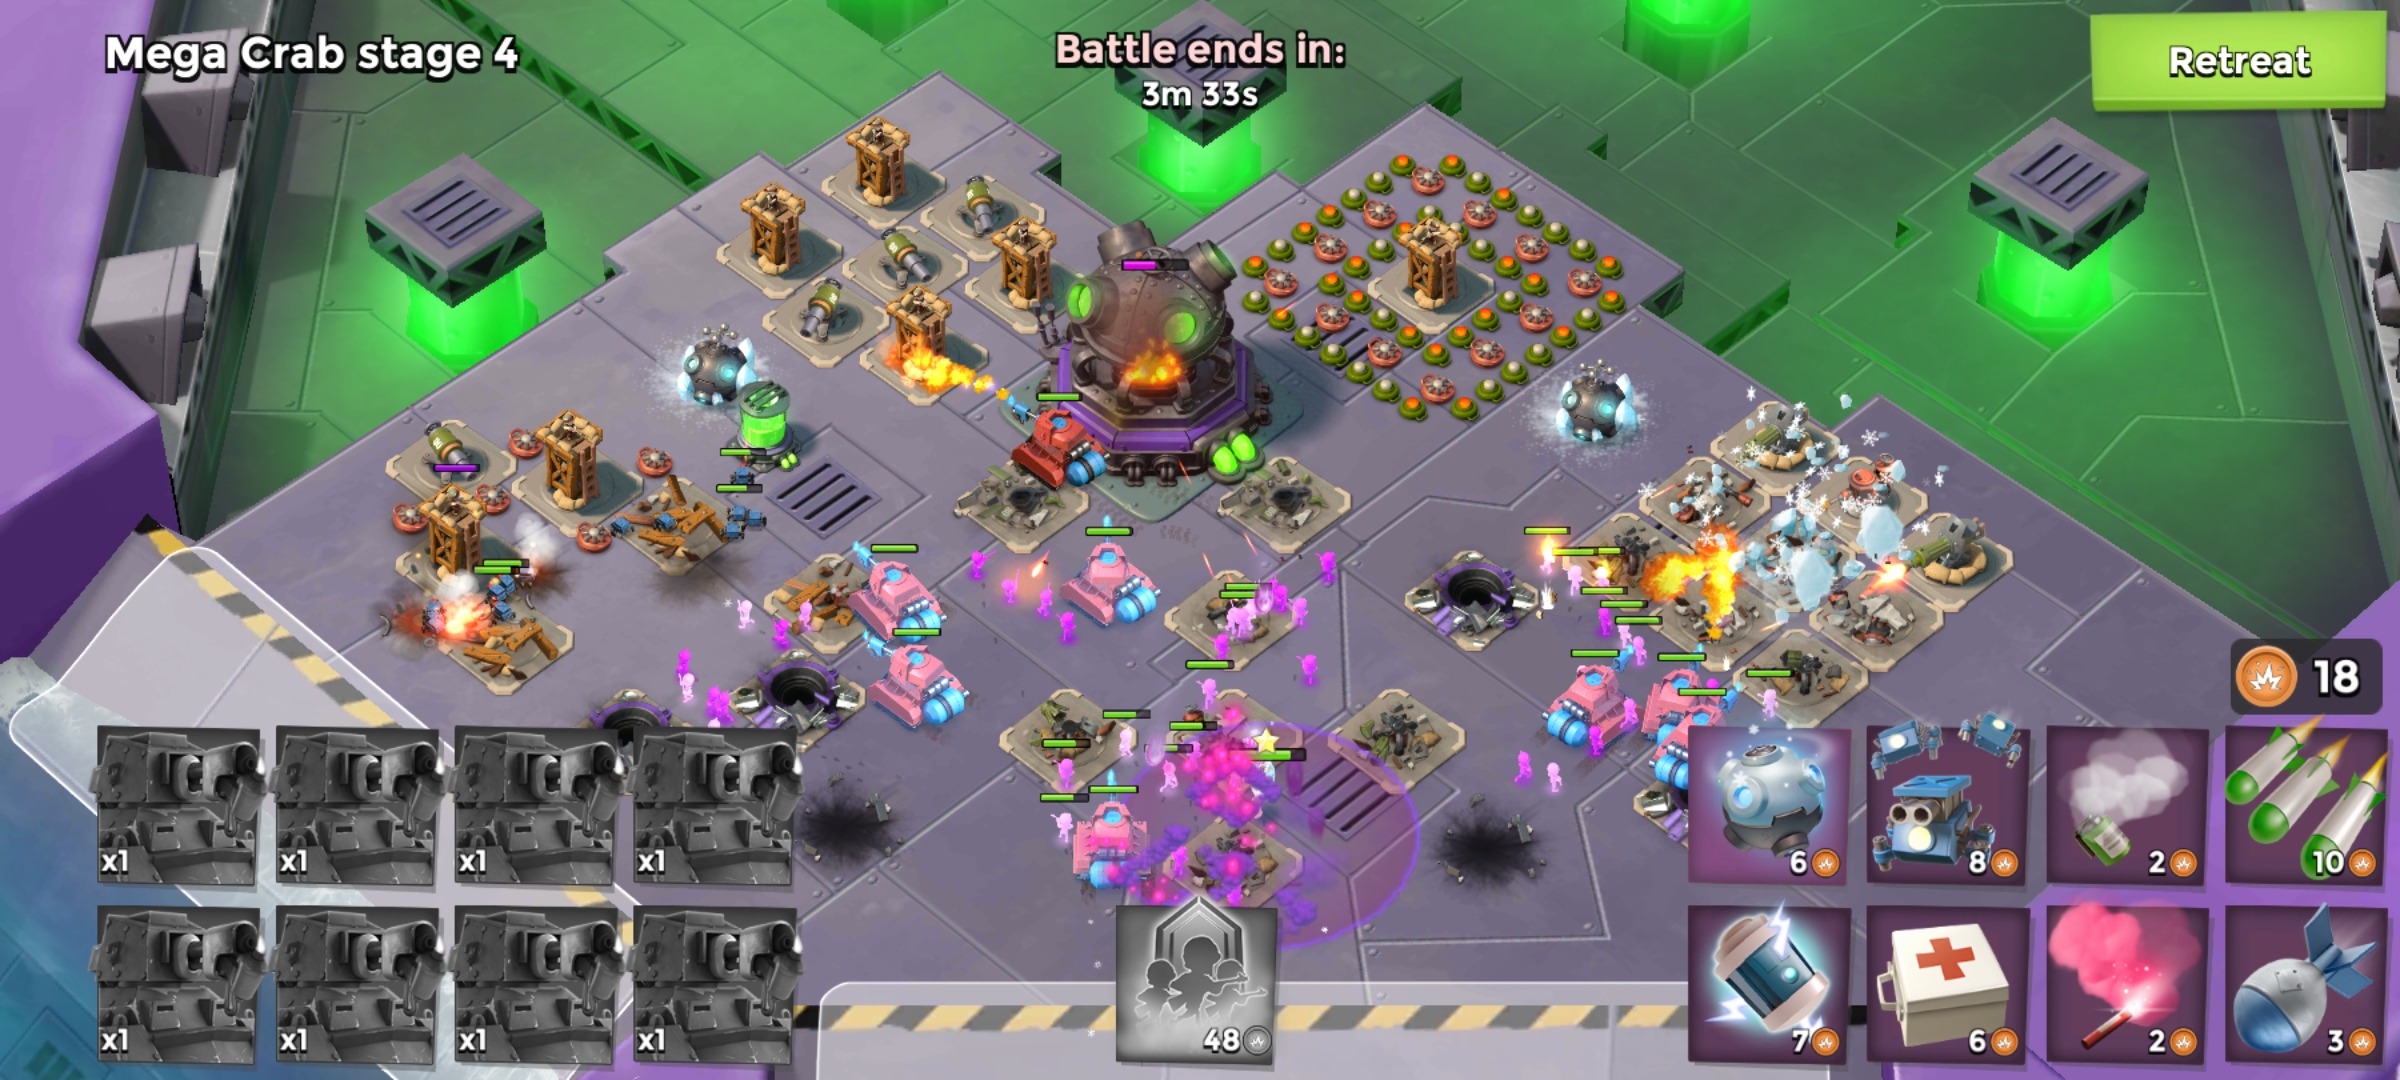 Mega Crab stage 4
Battle ends in:
3m 33s
Retreat
18
x1
x1
x1
x1
6
8
2
10
x1
x1
x1
x1
48
7
6
2
3